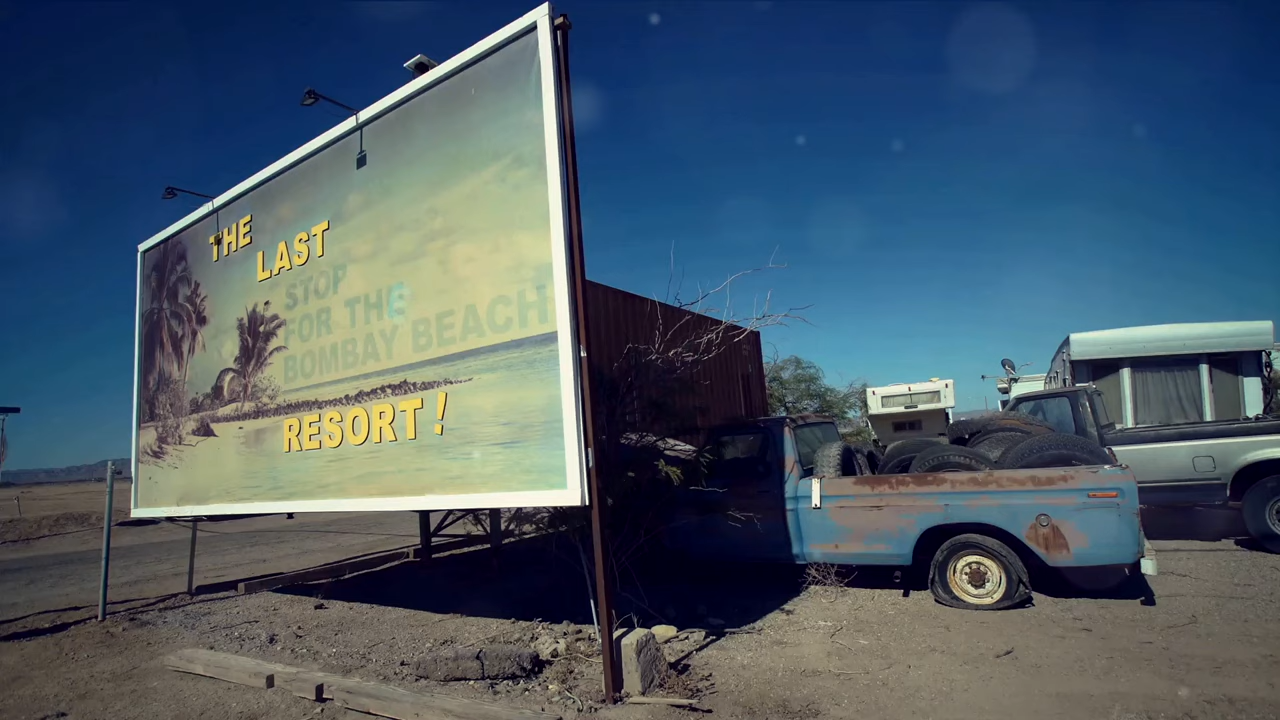 THE
LAST
STOP
FOR THE
BOMBAY BEACH
RESORT!